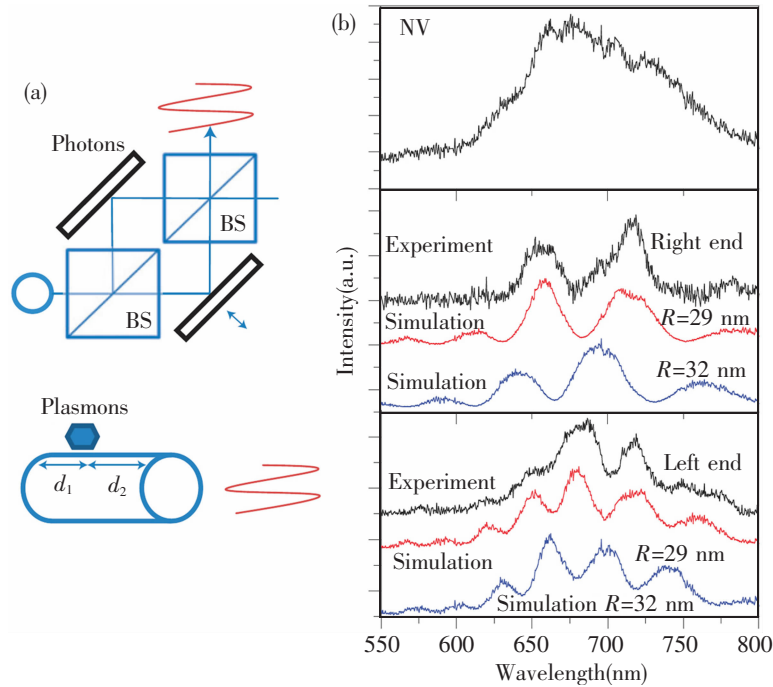 (a)
Photons
BS
BS
Plasmons
d₁
d₂
(b)
NV
Experiment
Right end
Simulation
R=29 nm
Simulation
R=32 nm
Experiment
Left end
Simulation
R=29 nm
Simulation R=32 nm
Intensity(a.u.)
550 600 650 700 750 800
Wavelength(nm)